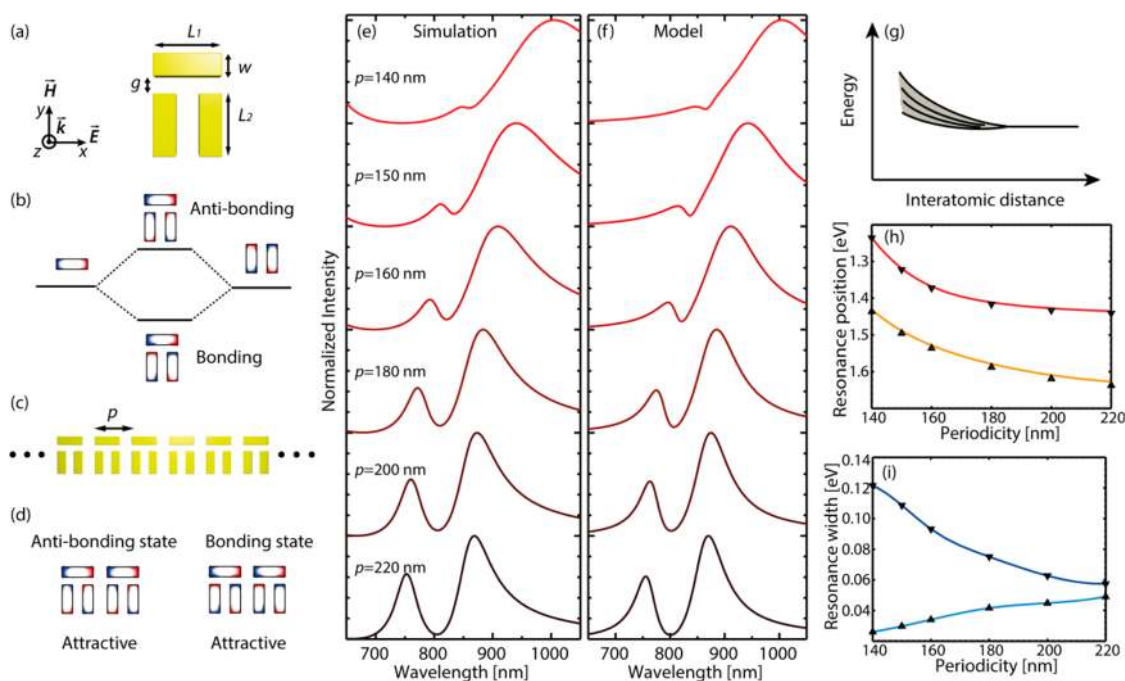 (a)
L1
w
g
L2
H
y
k
E
z
x
(b)
Anti-bonding
Bonding
(c)
p
(d)
Anti-bonding state
Bonding state
Attractive
Attractive
(e)
Simulation
p=140 nm
p=150 nm
p=160 nm
p=180 nm
p=200 nm
p=220 nm
Normalized Intensity
700 800 900 1000
Wavelength [nm]
(f)
Model
700 800 900 1000
Wavelength [nm]
(g)
Energy
Interatomic distance
(h)
Resonance position [eV]
1.3
1.4
1.5
1.6
140 160 180 200 220
Periodicity [nm]
(i)
Resonance width [eV]
0.14
0.12
0.10
0.08
0.06
0.04
140 160 180 200 220
Periodicity [nm]